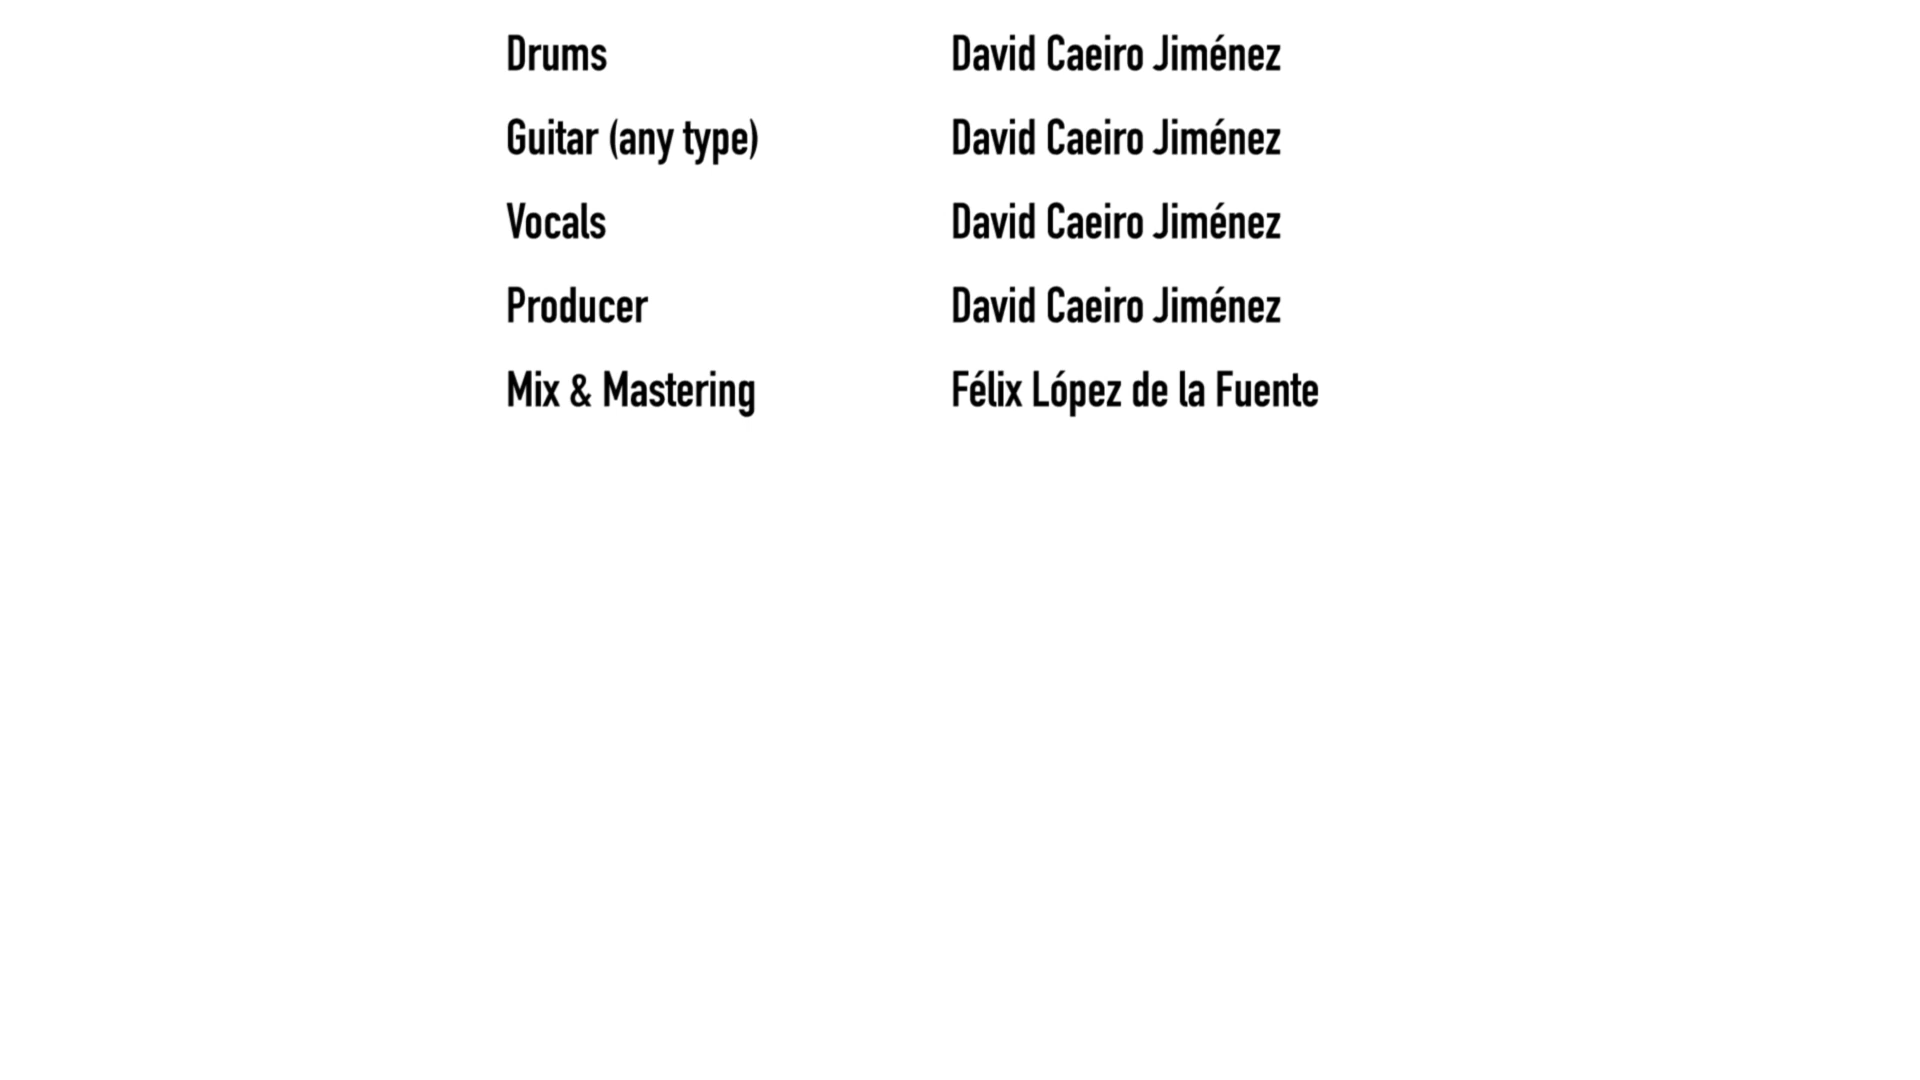 Drums David Caeiro Jiménez
Guitar (any type) David Caeiro Jiménez
Vocals David Caeiro Jiménez
Producer David Caeiro Jiménez
Mix & Mastering Félix López de la Fuente